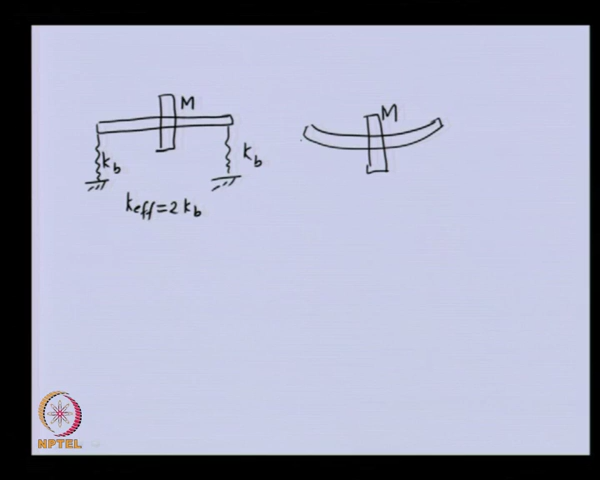 M
k_b
k_b
k_eff = 2 k_b
M
NPTEL